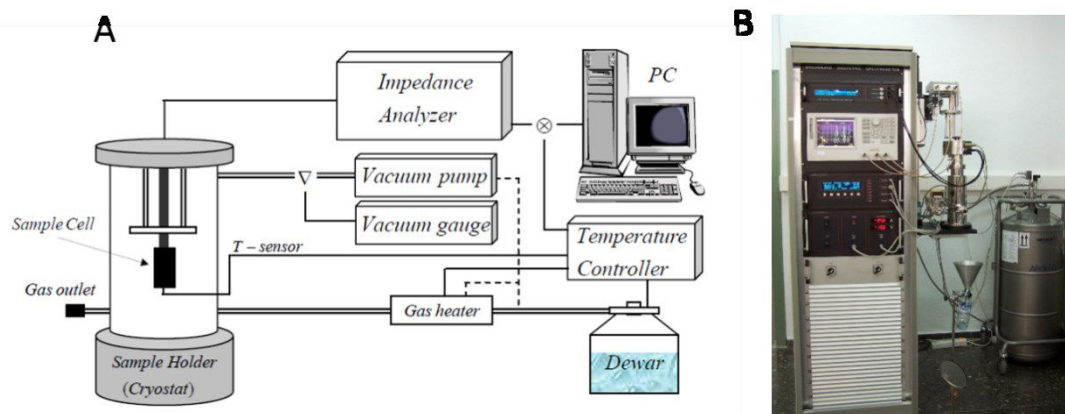 A
B
Impedance
Analyzer
PC
Vacuum pump
Vacuum gauge
Sample Cell
T – sensor
Temperature
Controller
Gas outlet
Gas heater
Sample Holder
(Cryostat)
Dewar